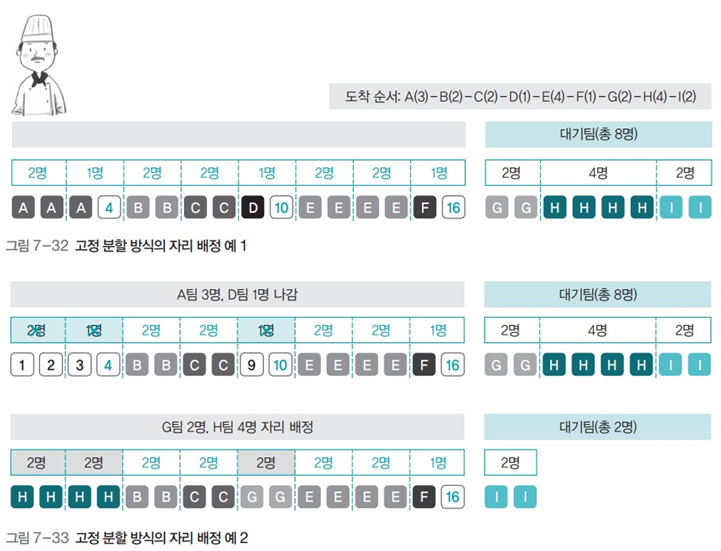 도착 순서: A(3)-B(2)-C(2)-D(1)-E(4)-F(1)-G(2)-H(4)-I(2)
대기팀(총 8명)
2명 1명 2명 2명 1명 2명 2명 1명 2명 4명 2명
A A A 4 B B C C D 10 E E E E F 16 G G H H H H I I
그림 7-32 고정 분할 방식의 자리 배정 예 1
A팀 3명, D팀 1명 나감 대기팀(총 8명)
2명 1명 2명 2명 1명 2명 2명 1명 2명 4명 2명
1 2 3 4 B B C C 9 10 E E E E F 16 G G H H H H I I
G팀 2명, H팀 4명 자리 배정 대기팀(총 2명)
2명 2명 2명 2명 2명 2명 2명 1명 2명
H H H H B B C C G G E E E E F 16 I I
그림 7-33 고정 분할 방식의 자리 배정 예 2